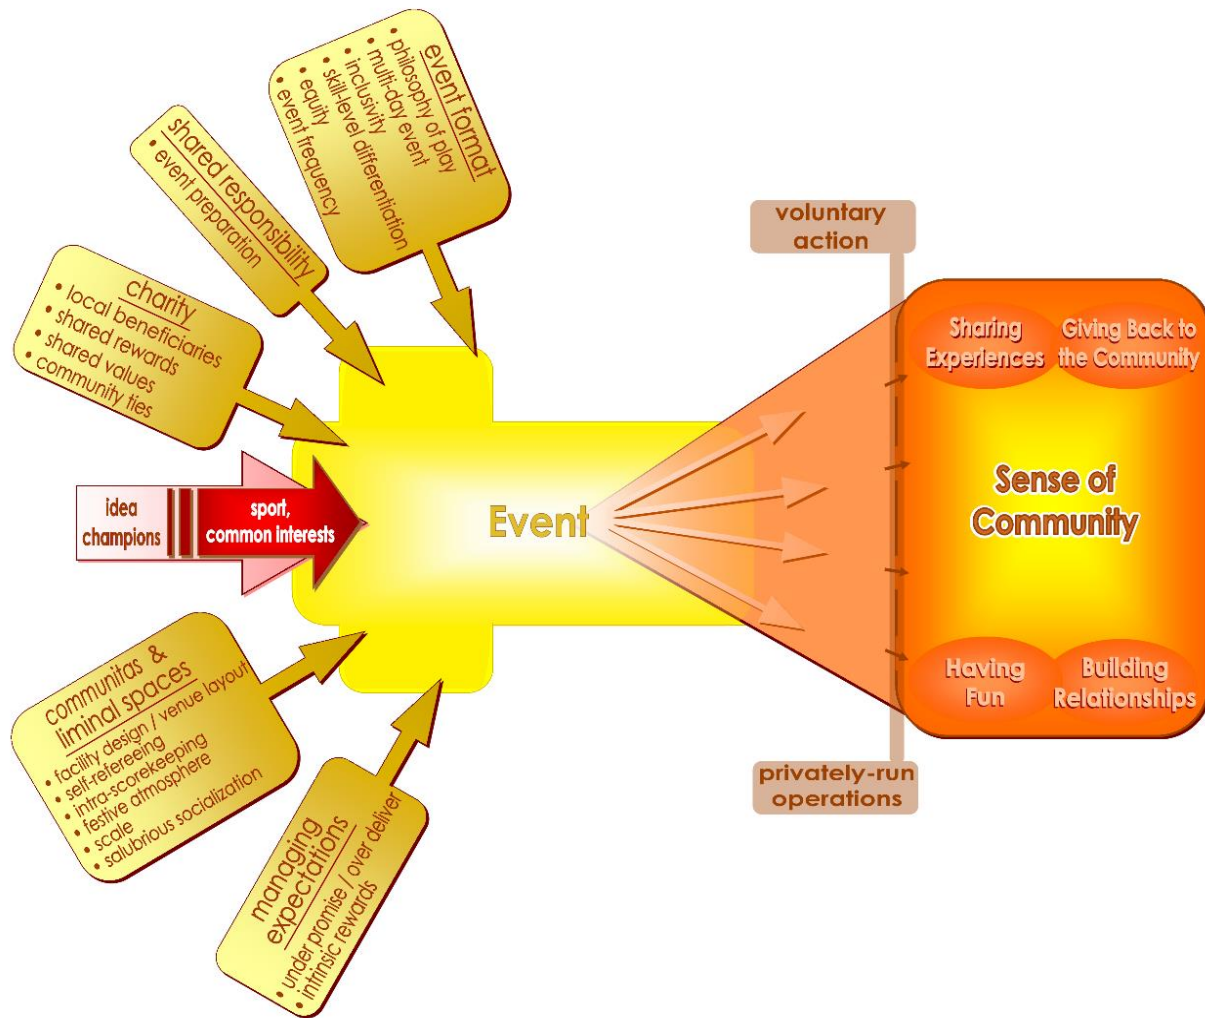 event format
• philosophy of play
• multi-day event
• inclusivity
• skill-level differentiation
• equity
• event frequency
shared responsibility
• event preparation
charity
• local beneficiaries
• shared rewards
• shared values
• community ties
idea
champions
sport,
common interests
communitas &
liminal spaces
• facility design / venue layout
• self-refereeing
• intra-scorekeeping
• festive atmosphere
• scale
• salubrious socialization
managing
expectations
• under promise / over deliver
• intrinsic rewards
Event
voluntary
action
privately-run
operations
Sharing
Experiences
Giving Back to
the Community
Sense of
Community
Having
Fun
Building
Relationships